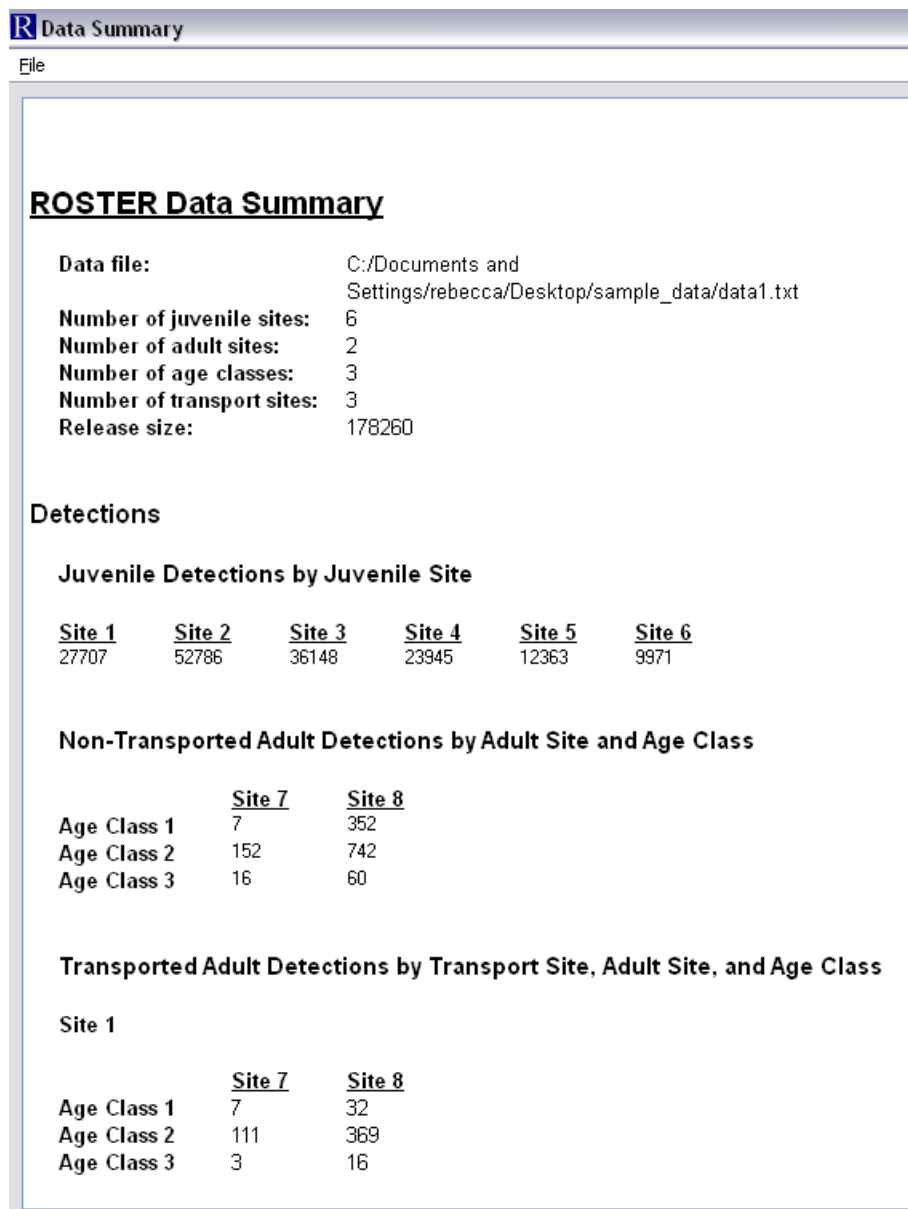 R Data Summary
File
ROSTER Data Summary
Data file: C:/Documents and
Settings/rebecca/Desktop/sample_data/data1.txt
Number of juvenile sites: 6
Number of adult sites: 2
Number of age classes: 3
Number of transport sites: 3
Release size: 178260
Detections
Juvenile Detections by Juvenile Site
Site 1 Site 2 Site 3 Site 4 Site 5 Site 6
27707 52786 36148 23945 12363 9971
Non-Transported Adult Detections by Adult Site and Age Class
Site 7 Site 8
Age Class 1 7 352
Age Class 2 152 742
Age Class 3 16 60
Transported Adult Detections by Transport Site, Adult Site, and Age Class
Site 1
Site 7 Site 8
Age Class 1 7 32
Age Class 2 111 369
Age Class 3 3 16